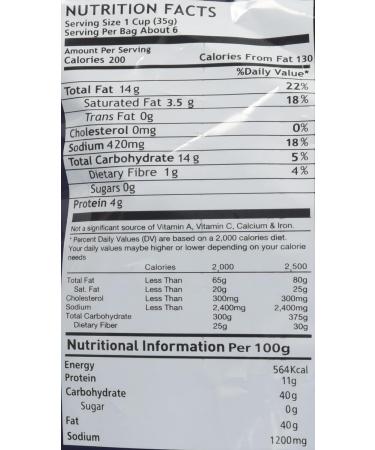 NUTRITION FACTS
Serving Size 1 Cup (35g)
Serving Per Bag About 6
Amount Per Serving
Calories 200 Calories From Fat 130
%Daily Value*
Total Fat 14g 22%
Saturated Fat 3.5 g 18%
Trans Fat 0g
Cholesterol 0mg 0%
Sodium 420mg 18%
Total Carbohydrate 14 g 5%
Dietary Fibre 1g 4%
Sugars 0g
Protein 4g
Not a significant source of Vitamin A, Vitamin C, Calcium & Iron.
* Percent Daily Values (DV) are based on a 2,000 calories diet.
Your daily values maybe higher or lower depending on your calorie
needs
Calories 2,000 2,500
Total Fat Less Than 65g 80g
Sat. Fat Less Than 20g 25g
Cholesterol Less Than 300mg 300mg
Sodium Less Than 2,400mg 2,400mg
Total Carbohydrate 300g 375g
Dietary Fiber 25g 30g
Nutritional Information Per 100g
Energy 564Kcal
Protein 11g
Carbohydrate 40g
Sugar 0g
Fat 40g
Sodium 1200mg